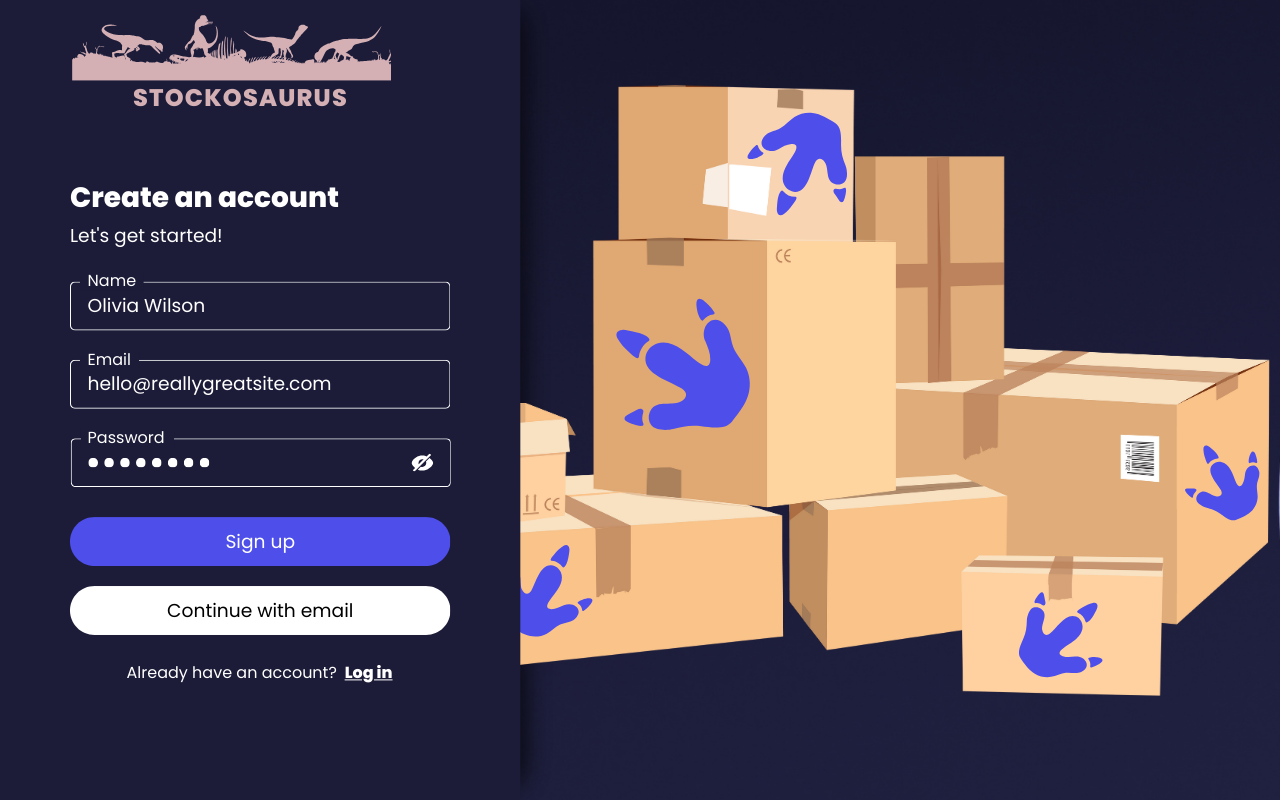 STOCKOSAURUS
Create an account
Let's get started!
Name
Olivia Wilson
Email
hello@reallygreatsite.com
Password
Sign up
Continue with email
Already have an account? Log in
CE
CE